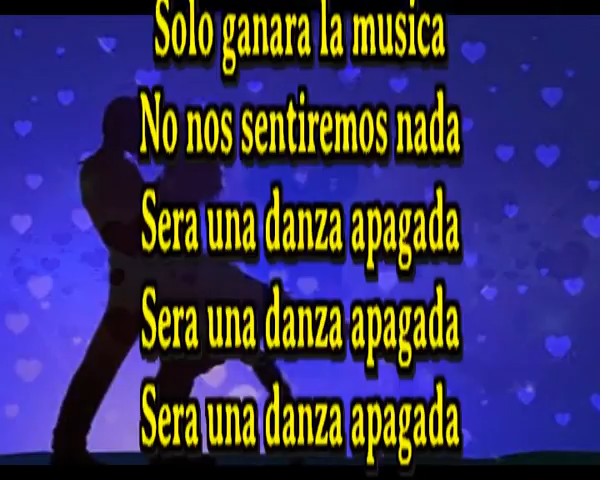 Solo ganara la musica
No nos sentiremos nada
Sera una danza apagada
Sera una danza apagada
Sera una danza apagada